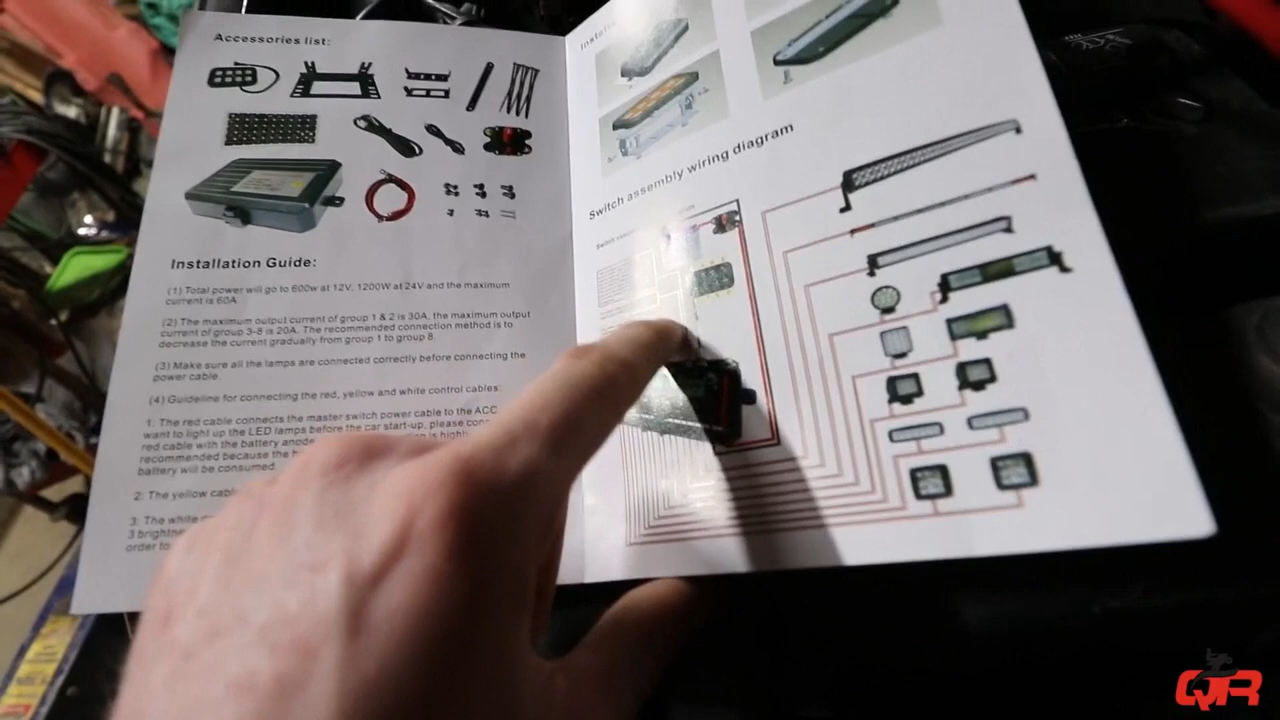 Accessories list:
Installation Guide:
(1) Total power will go to 600w at 12V, 1200W at 24V and the maximum
current is 60A
(2) The maximum output current of group 1 & 2 is 30A, the maximum output
current of group 3-8 is 20A. The recommended connection method is to
decrease the current gradually from group 1 to group 8.
(3) Make sure all the lamps are connected correctly before connecting the
power cable.
(4) Guideline for connecting the red, yellow and white control cables:
1: The red cable connects the master switch power cable to the ACC
want to light up the LED lamps before the car start-up, please
red cable with the battery
recommended because the
battery will be consumed.
2: The yellow
3: The white
3
order to
Switch assembly wiring diagram
QR